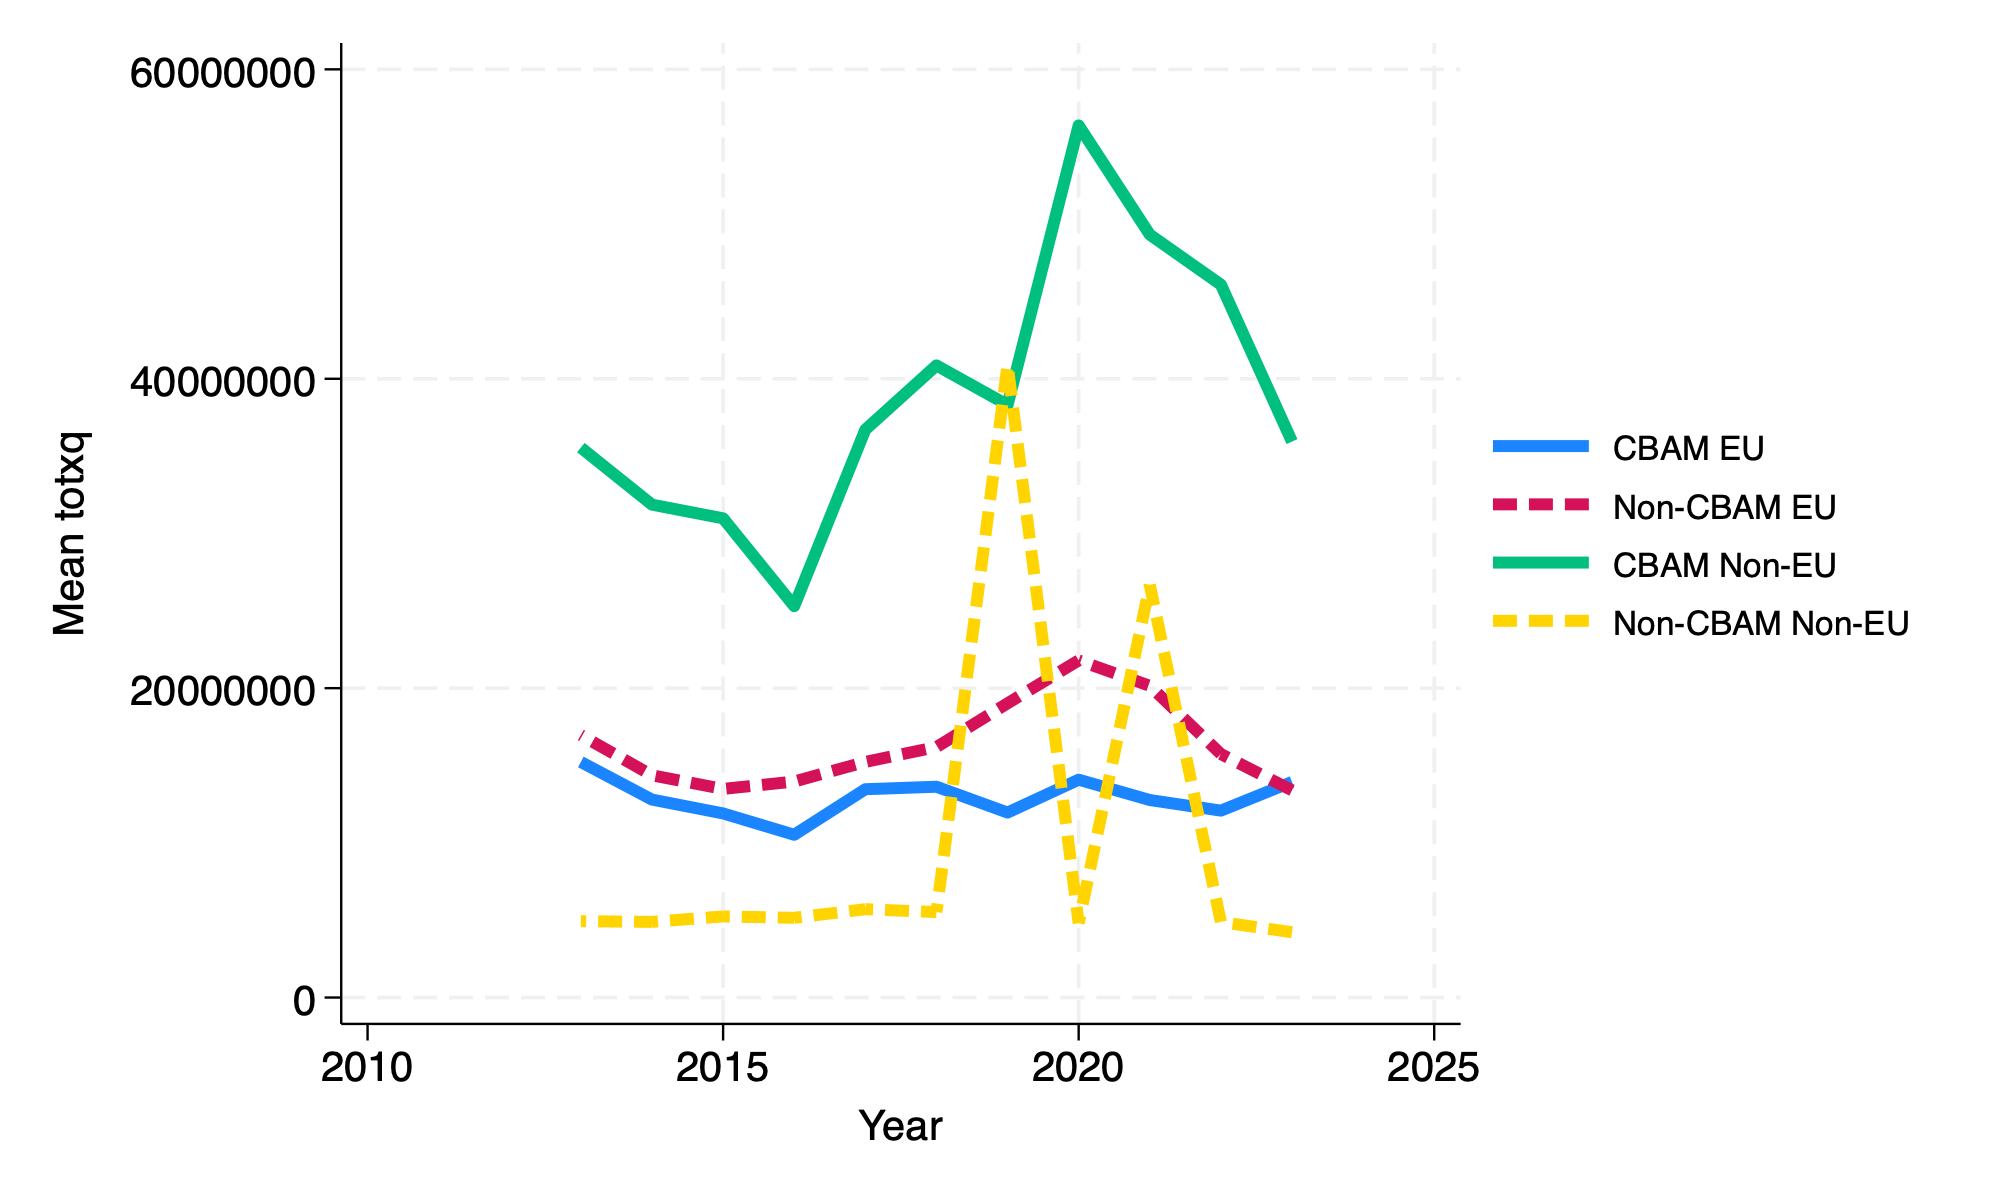 60000000
40000000
20000000
0
Mean totxq
2010 2015 2020 2025
Year
CBAM EU
Non-CBAM EU
CBAM Non-EU
Non-CBAM Non-EU